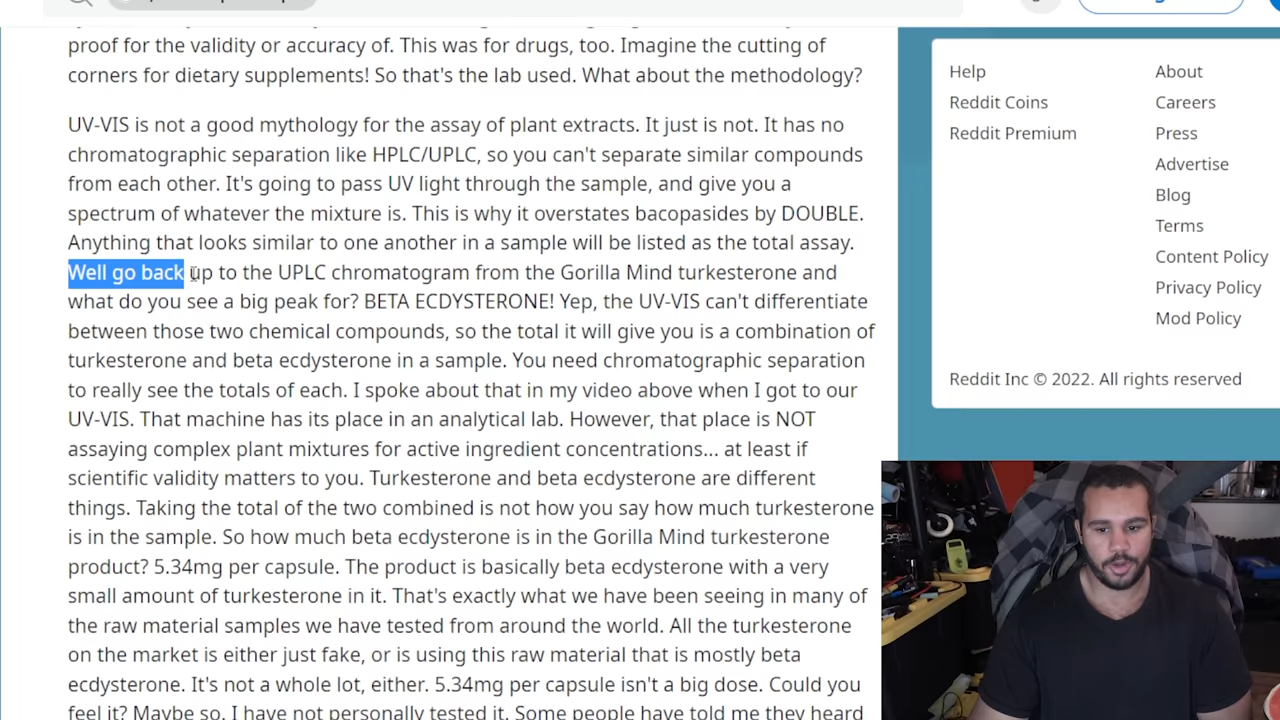 proof for the validity or accuracy of. This was for drugs, too. Imagine the cutting of
corners for dietary supplements! So that's the lab used. What about the methodology?
UV-VIS is not a good mythology for the assay of plant extracts. It just is not. It has no
chromatographic separation like HPLC/UPLC, so you can't separate similar compounds
from each other. It's going to pass UV light through the sample, and give you a
spectrum of whatever the mixture is. This is why it overstates bacopasides by DOUBLE.
Anything that looks similar to one another in a sample will be listed as the total assay.
Well go back up to the UPLC chromatogram from the Gorilla Mind turkesterone and
what do you see a big peak for? BETA ECDYSTERONE! Yep, the UV-VIS can't differentiate
between those two chemical compounds, so the total it will give you is a combination of
turkesterone and beta ecdysterone in a sample. You need chromatographic separation
to really see the totals of each. I spoke about that in my video above when I got to our
UV-VIS. That machine has its place in an analytical lab. However, that place is NOT
assaying complex plant mixtures for active ingredient concentrations... at least if
scientific validity matters to you. Turkesterone and beta ecdysterone are different
things. Taking the total of the two combined is not how you say how much turkesterone
is in the sample. So how much beta ecdysterone is in the Gorilla Mind turkesterone
product? 5.34mg per capsule. The product is basically beta ecdysterone with a very
small amount of turkesterone in it. That's exactly what we have been seeing in many of
the raw material samples we have tested from around the world. All the turkesterone
on the market is either just fake, or is using this raw material that is mostly beta
ecdysterone. It's not a whole lot, either. 5.34mg per capsule isn't a big dose. Could you
feel it? Maybe so. I have not personally tested it. Some people have told me they heard
Help
Reddit Coins
Reddit Premium
About
Careers
Press
Advertise
Blog
Terms
Content Policy
Privacy Policy
Mod Policy
Reddit Inc © 2022. All rights reserved